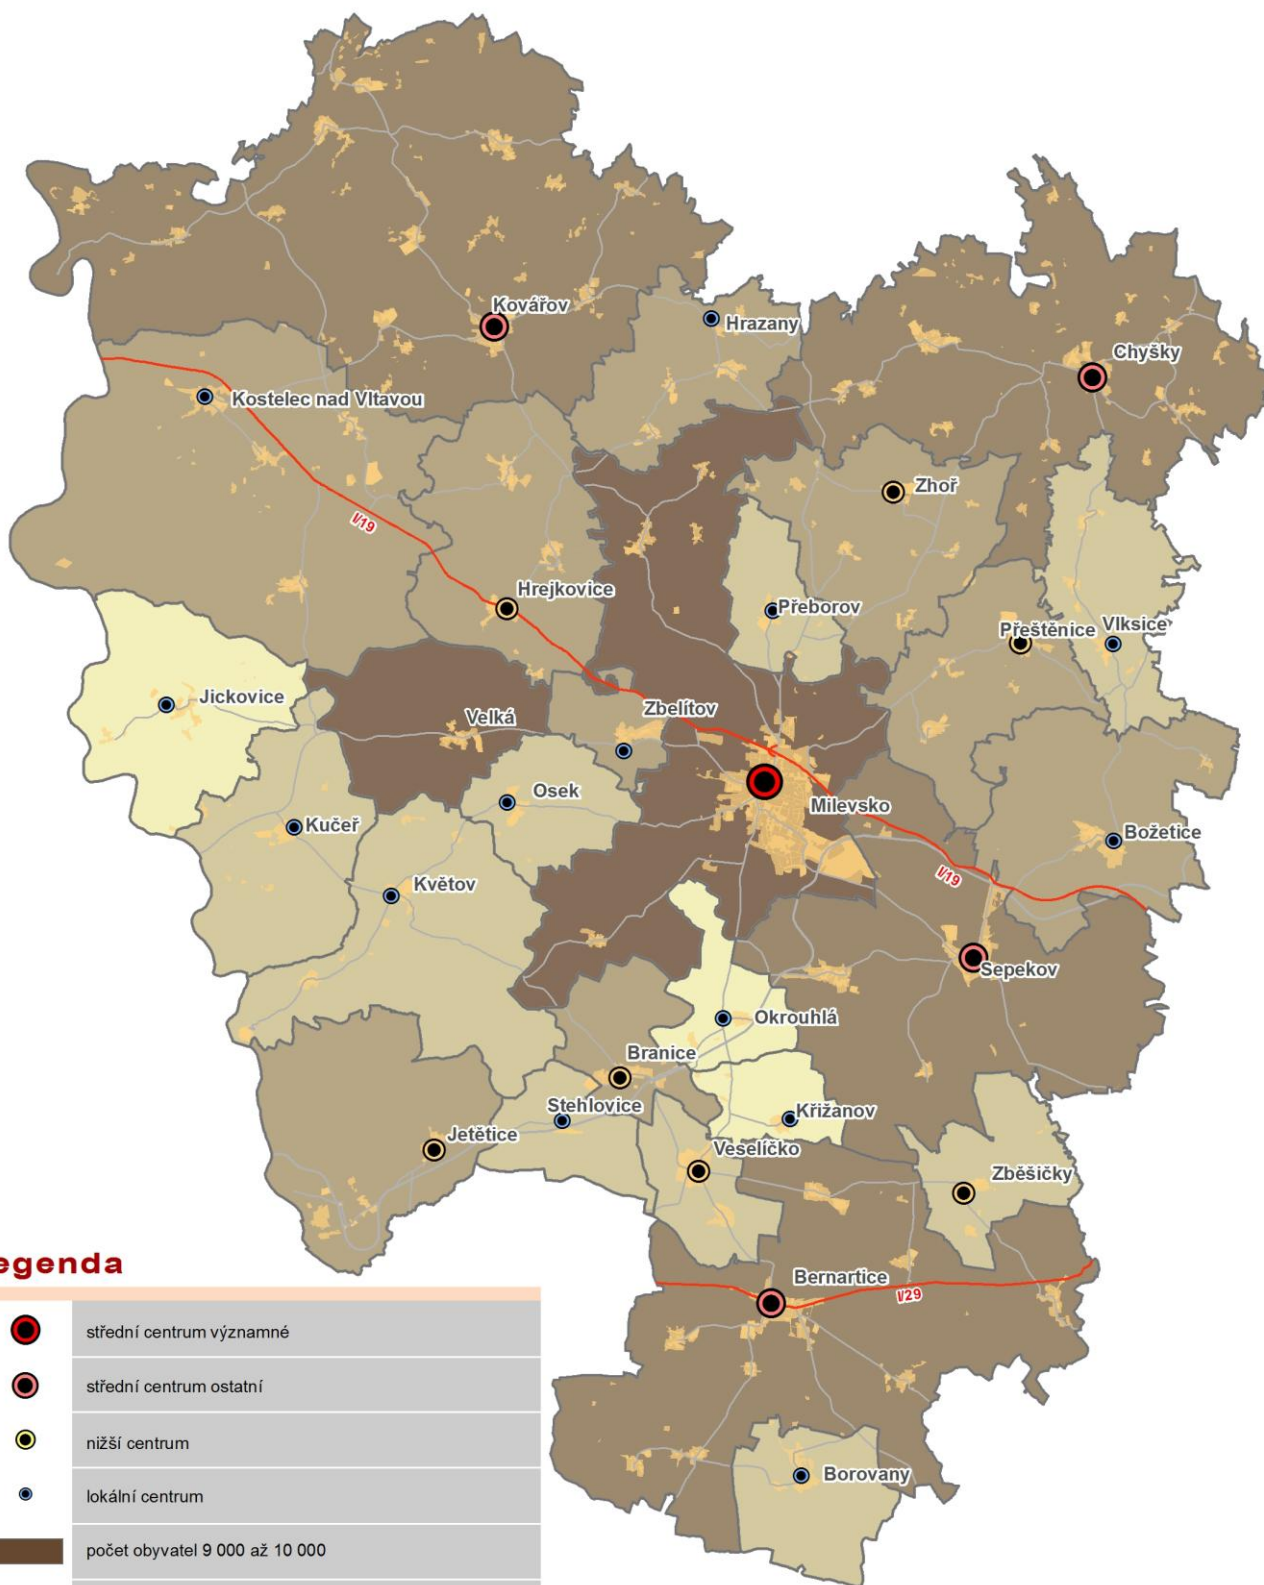 Kovářov
Hrazany
Chyšky
Kostelec nad Vltavou
Zhoř
I/19
Hrejkovice
Přeborov
Přeštěnice
Vlksice
Jickovice
Velká
Zbelítov
Osek
Milevsko
Kučeř
Božetice
Květov
I/19
Sepekov
Okrouhlá
Branice
Stehlovice
Křižanov
Jetětice
Veselíčko
Zběšičky
egenda
Bernartice
I/29
střední centrum významné
střední centrum ostatní
nižší centrum
Borovany
lokální centrum
počet obyvatel 9 000 až 10 000